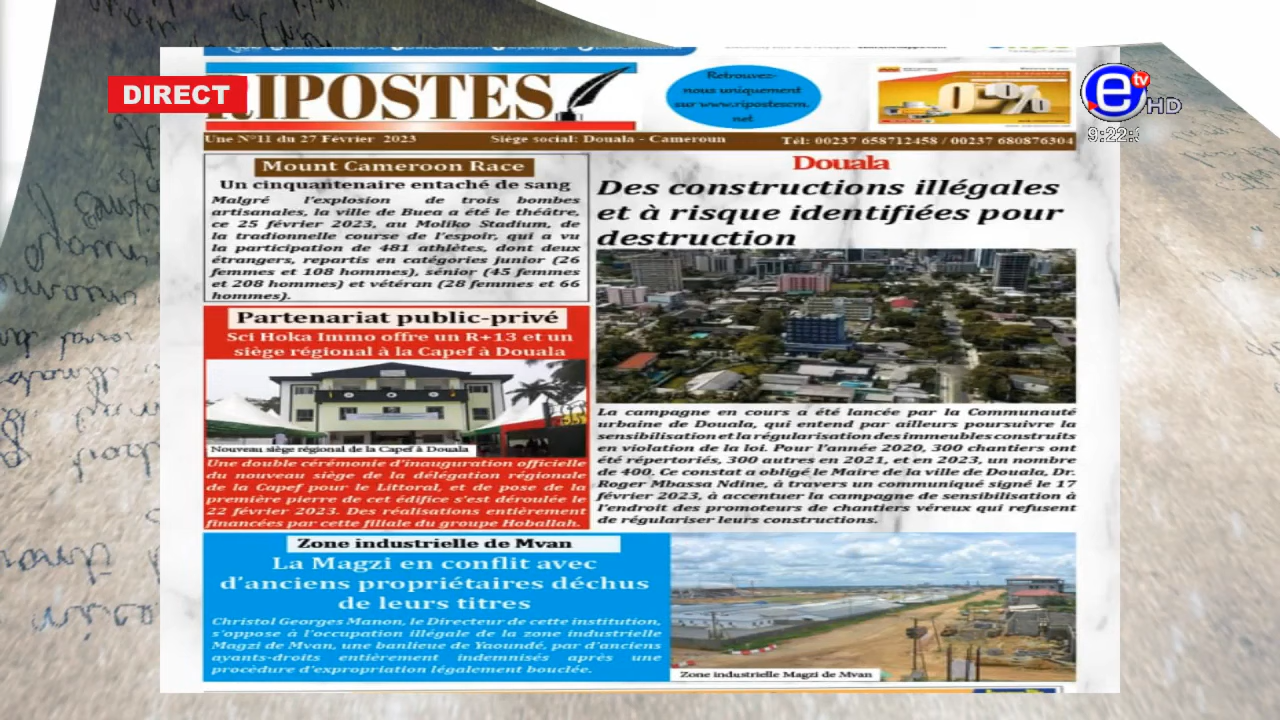 DIRECT
RIPOSTES
Retrouvez-
nous uniquement
sur www.ripostescm.
net
e tv
HD
Une N°11 du 27 Février 2023
Siège social: Douala - Cameroun
Tél: 00237 658712458 / 00237 680876304
Mount Cameroon Race
Un cinquantenaire entaché de sang
Malgré l'explosion de trois bombes
artisanales, la ville de Buea a été le théâtre,
ce 25 février 2023, au Moliko Stadium, de
la tradionnelle course de l'espoir, qui a vu
la participation de 481 athlètes, dont deux
étrangers, repartis en catégories junior (26
femmes et 108 hommes), sénior (45 femmes
et 208 hommes) et vétéran (28 femmes et 66
hommes).
Partenariat public-privé
Sci Hoka Immo offre un R+13 et un
siège régional à la Capef à Douala
Nouveau siège régional de la Capef à Douala
Une double cérémonie d'inauguration officielle
du nouveau siège de la délégation régionale
de la Capef pour le Littoral, et de pose de la
première pierre de cet édifice s'est déroulée le
22 février 2023. Des réalisations entièrement
financées par cette filiale du groupe Hoballah.
Douala
Des constructions illégales
et à risque identifiées pour
destruction
La campagne en cours a été lancée par la Communauté
urbaine de Douala, qui entend par ailleurs poursuivre la
sensibilisation et la régularisation des immeubles construits
en violation de la loi. Pour l'année 2020, 300 chantiers ont
été répertoriés, 300 autres en 2021, et en 2023, un nombre
de 400. Ce constat a obligé le Maire de la ville de Douala, Dr.
Roger Mbassa Ndine, à travers un communiqué signé le 17
février 2023, à accentuer la campagne de sensibilisation à
l'endroit des promoteurs de chantiers véreux qui refusent
de régulariser leurs constructions.
Zone industrielle de Mvan
La Magzi en conflit avec
d'anciens propriétaires déchus
de leurs titres
Christol Georges Manon, le Directeur de cette institution,
s'oppose à l'occupation illégale de la zone industrielle
Magzi de Mvan, une banlieue de Yaoundé, par d'anciens
ayants-droits entièrement indemnisés après une
procédure d'expropriation légalement bouclée.
Zone industrielle Magzi de Mvan